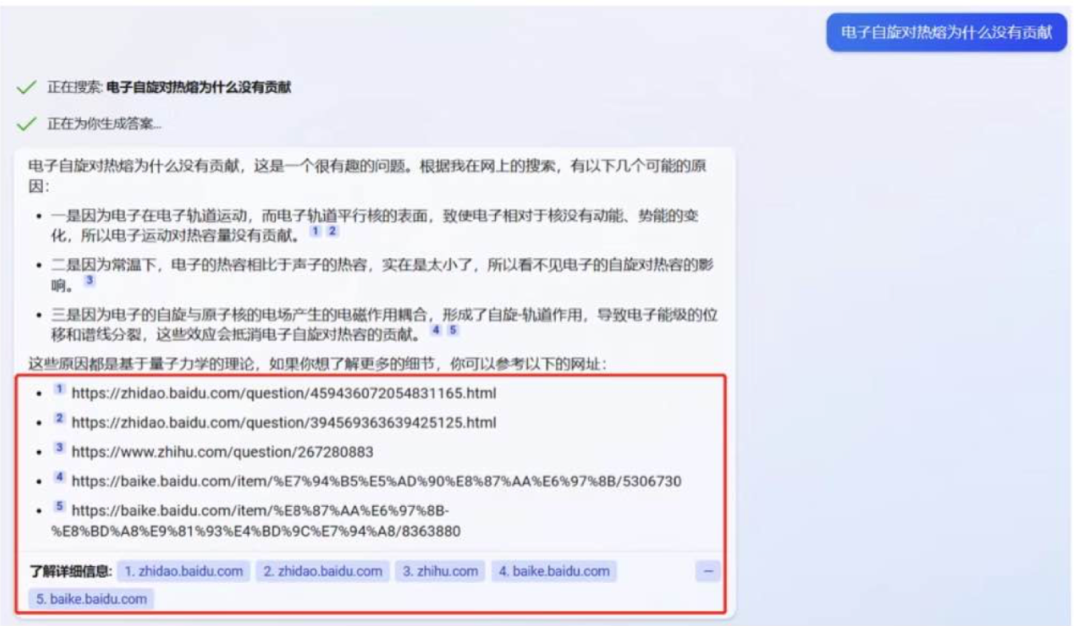 电子自旋对热熔为什么没有贡献
正在搜索: 电子自旋对热熔为什么没有贡献
正在为你生成答案...
电子自旋对热熔为什么没有贡献，这是一个很有趣的问题。根据我在网上的搜索，有以下几个可能的原
因：
• 一是因为电子在电子轨道运动，而电子轨道平行核的表面，致使电子相对于核没有动能、势能的变
化，所以电子运动对热容量没有贡献。 1 2
• 二是因为常温下，电子的热容相比于声子的热容，实在是太小了，所以看不见电子的自旋对热容的影
响。 3
• 三是因为电子的自旋与原子核的电场产生的电磁作用耦合，形成了自旋-轨道作用，导致电子能级的位
移和谱线分裂，这些效应会抵消电子自旋对热容的贡献。 4 5
这些原因都是基于量子力学的理论，如果你想了解更多的细节，你可以参考以下的网址：
• 1 https://zhidao.baidu.com/question/459436072054831165.html
• 2 https://zhidao.baidu.com/question/394569363639425125.html
• 3 https://www.zhihu.com/question/267280883
• 4 https://baike.baidu.com/item/%E7%94%B5%E5%AD%90%E8%87%AA%E6%97%8B/5306730
• 5 https://baike.baidu.com/item/%E8%87%AA%E6%97%8B-
%E8%BD%A8%E9%81%93%E4%BD%9C%E7%94%A8/8363880
了解详细信息: 1. zhidao.baidu.com 2. zhidao.baidu.com 3. zhihu.com 4. baike.baidu.com
5. baike.baidu.com